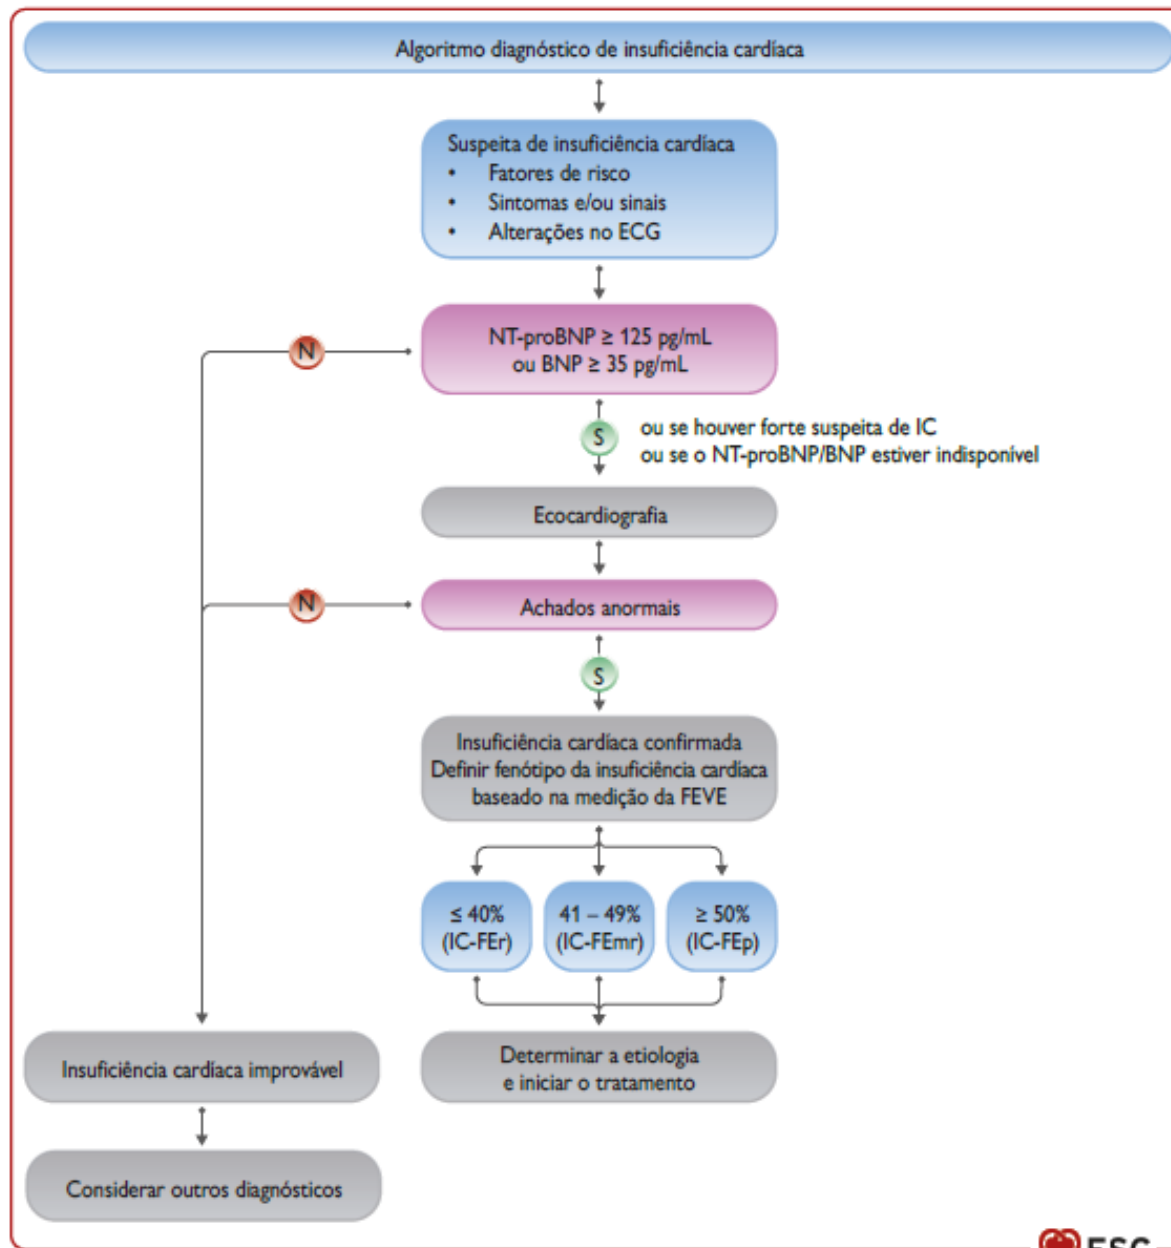 Algoritmo diagnóstico de insuficiência cardíaca
Suspeita de insuficiência cardíaca
• Fatores de risco
• Sintomas e/ou sinais
• Alterações no ECG
NT-proBNP ≥ 125 pg/mL
ou BNP ≥ 35 pg/mL
N
S
ou se houver forte suspeita de IC
ou se o NT-proBNP/BNP estiver indisponível
Ecocardiografia
Achados anormais
N
S
Insuficiência cardíaca confirmada
Definir fenótipo da insuficiência cardíaca
baseado na medição da FEVE
≤ 40%
(IC-FEr)
41 – 49%
(IC-FEmr)
≥ 50%
(IC-FEp)
Determinar a etiologia
e iniciar o tratamento
Insuficiência cardíaca improvável
Considerar outros diagnósticos
ESC